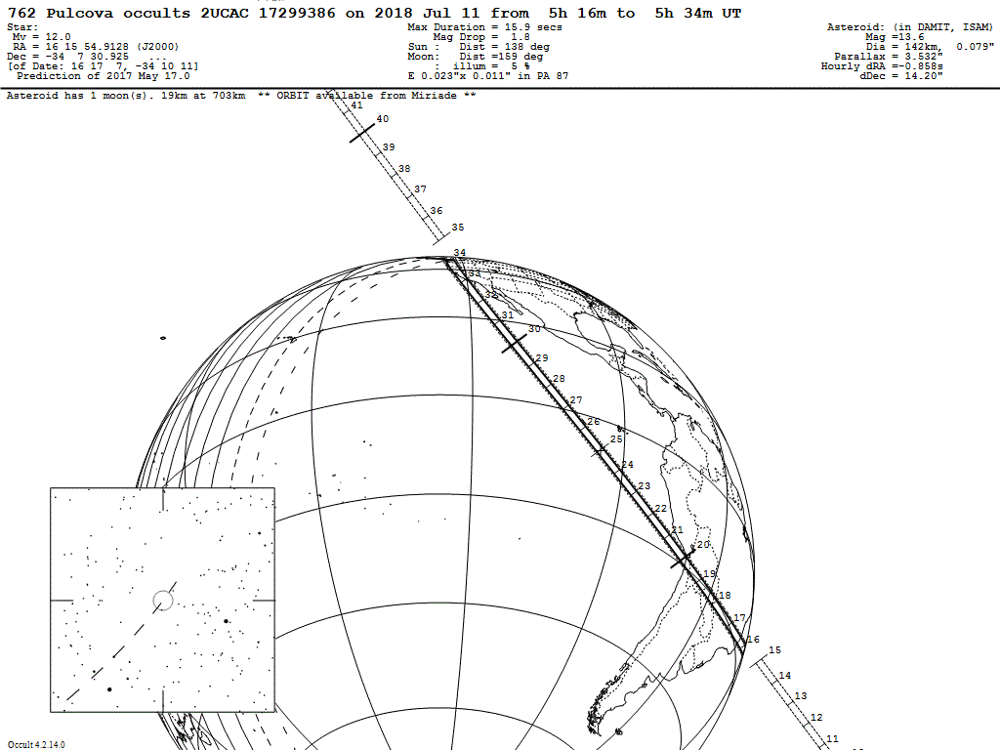 762 Pulcova occults 2UCAC 17299386 on 2018 Jul 11 from  5h 16m to  5h 34m UT
Star:
Mv = 12.0
RA = 16 15 54.9128 (J2000)
Dec = -34  7 30.925   ...
[of Date: 16 17  7, -34 10 11]
Prediction of 2017 May 17.0
Max Duration = 15.9 secs
Mag Drop =  1.8
Sun :   Dist = 138 deg
Moon:   Dist =159 deg
:  illum =  5 %
E 0.023"x 0.011" in PA 87
Asteroid: (in DAMIT, ISAM)
Mag =13.6
Dia = 142km,  0.079"
Parallax = 3.532"
Hourly dRA =-0.858s
dDec = 14.20"
Asteroid has 1 moon(s). 19km at 703km  ** ORBIT available from Miriade **
41
40
39
38
37
36
35
34
33
32
31
30
29
28
27
26
25
24
23
22
21
20
19
18
17
16
15
14
13
12
11
Occult 4.2.14.0